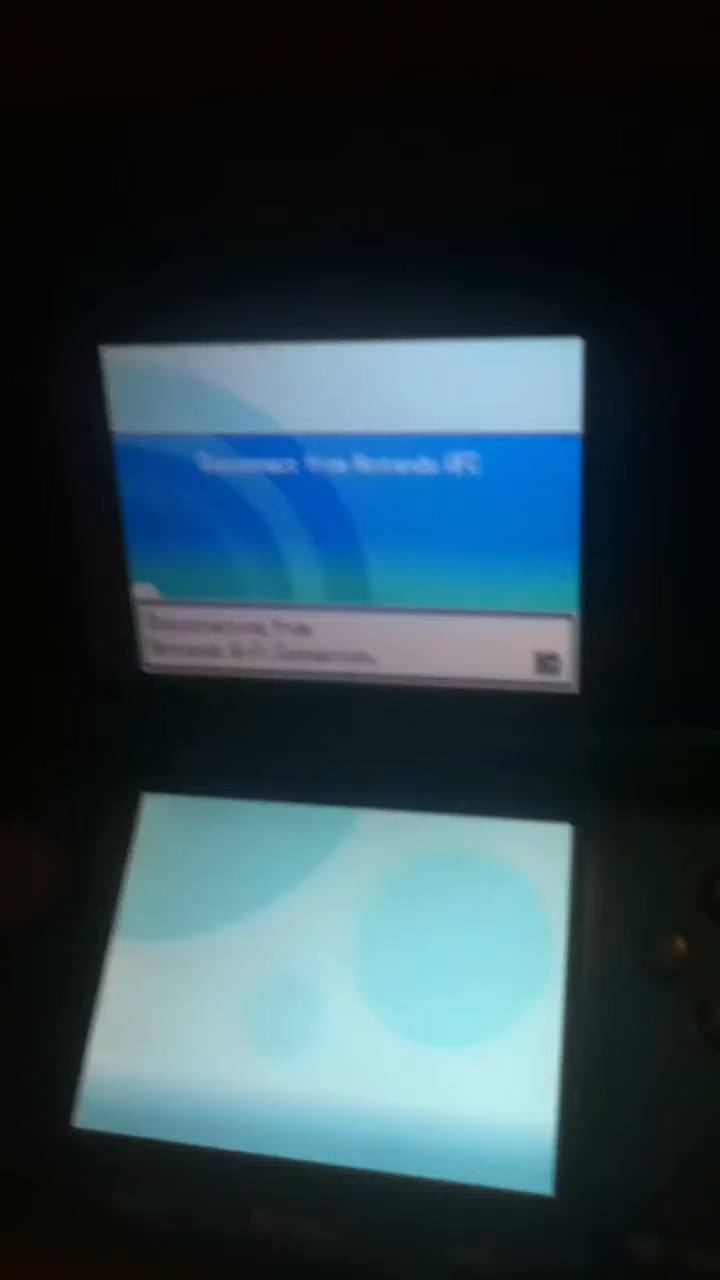 Disconnect from Nintendo WFC
Disconnecting from
Nintendo Wi-Fi Connection.